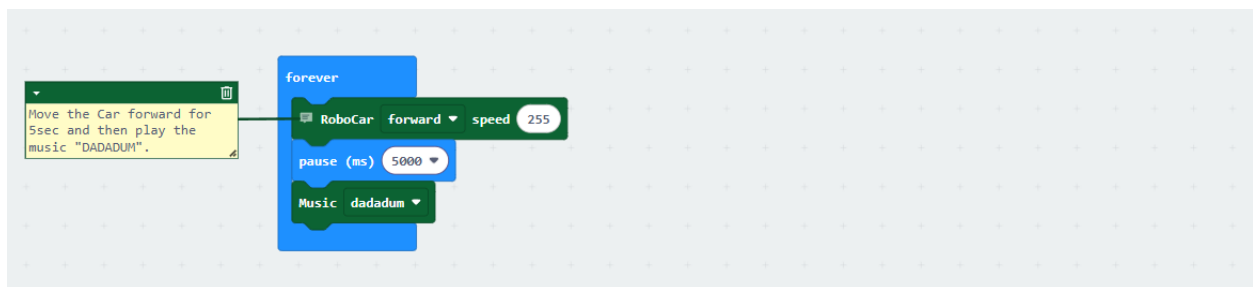 forever
Move the Car forward for
5sec and then play the
music "DADADUM".
RoboCar forward speed 255
pause (ms) 5000
Music dadadum